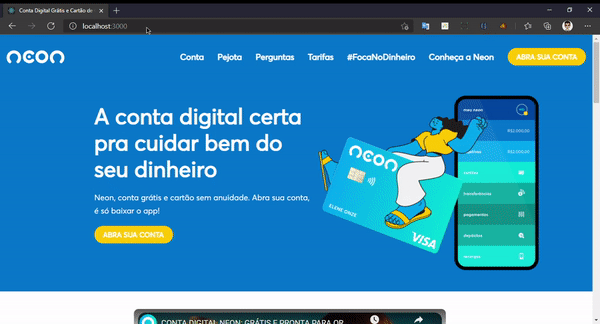 Conta Digital Grátis e Cartão de
localhost:3000
neon
Conta Pejota Perguntas Tarifas #FocaNoDinheiro Conheça a Neon ABRA SUA CONTA
A conta digital certa
pra cuidar bem do
seu dinheiro
Neon, conta grátis e cartão sem anuidade. Abra sua conta,
é só baixar o app!
ABRA SUA CONTA
neon
VISA
meu neon
R$2.000,00
R$2.000,00
cartões
transferências
pagamentos
depósitos
recargas
CONTA DIGITAL NEON: GRÁTIS E PRONTA PARA QR